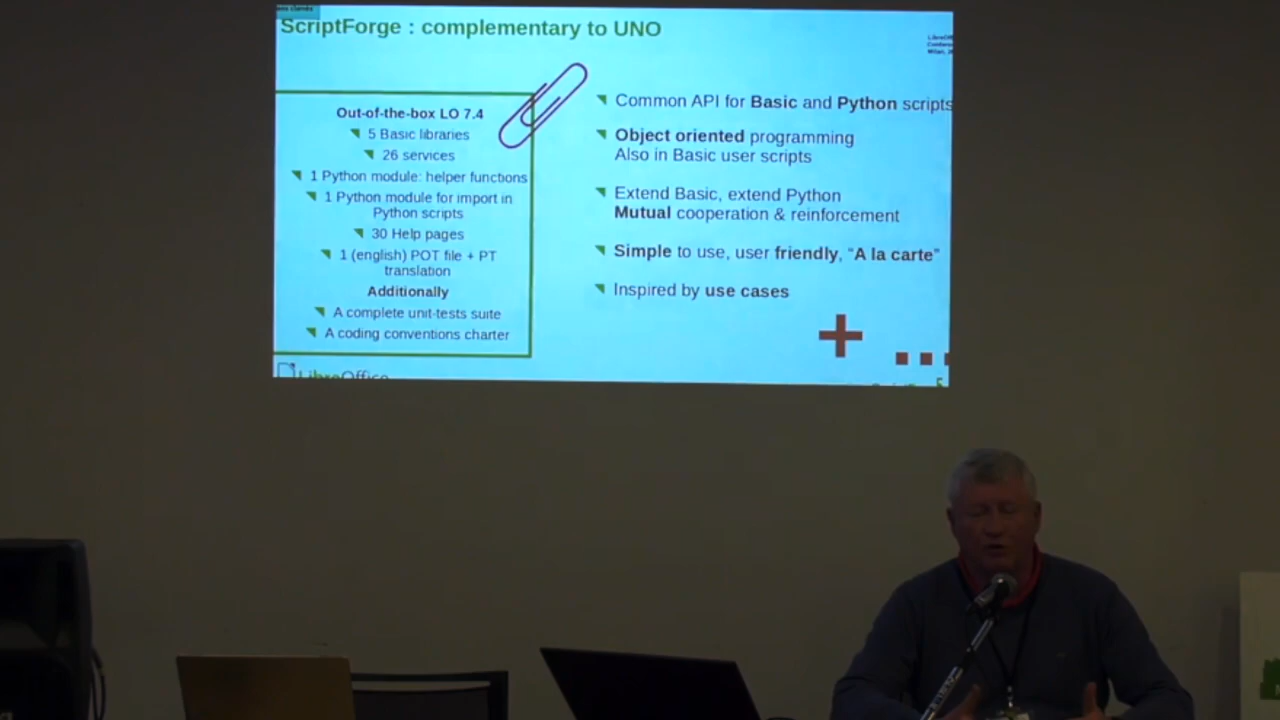 ScriptForge : complementary to UNO
Out-of-the-box LO 7.4
5 Basic libraries
26 services
1 Python module: helper functions
1 Python module for import in
Python scripts
30 Help pages
1 (english) POT file + PT
translation
Additionally
A complete unit-tests suite
A coding conventions charter
Common API for Basic and Python scripts
Object oriented programming
Also in Basic user scripts
Extend Basic, extend Python
Mutual cooperation & reinforcement
Simple to use, user friendly, “A la carte”
Inspired by use cases
LibreOffice